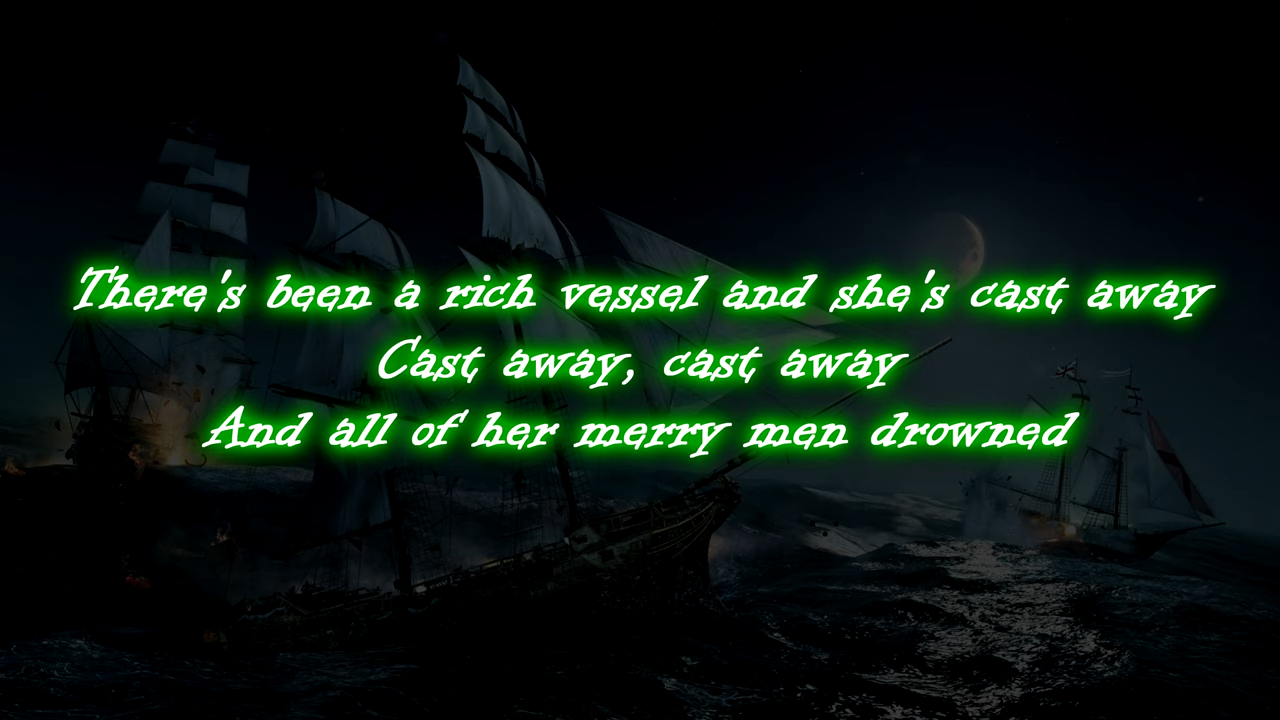 There's been a rich vessel and she's cast away
Cast away, cast away
And all of her merry men drowned